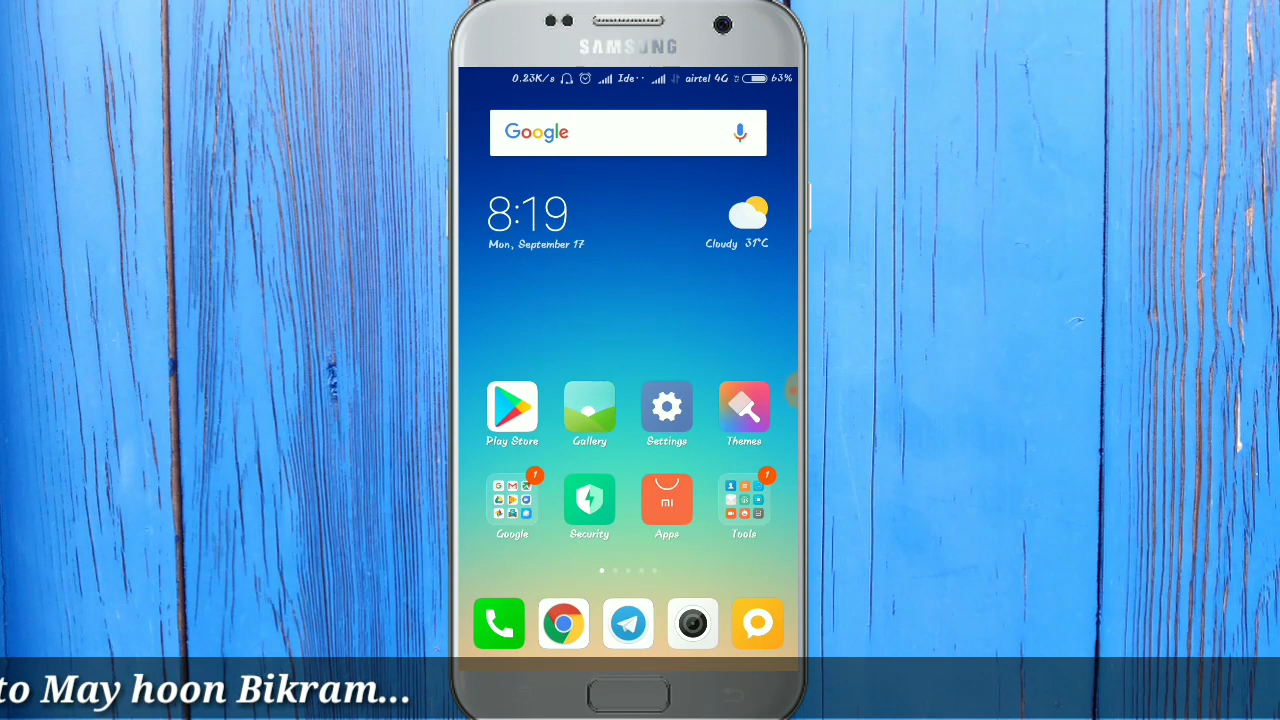 SAMSUNG
0.23K/s Ide·· airtel 4G 63%
Google
8:19
Mon, September 17
Cloudy 31°C
Play Store Gallery Settings Themes
1 1
mi
Google Security Apps Tools
to May hoon Bikram...